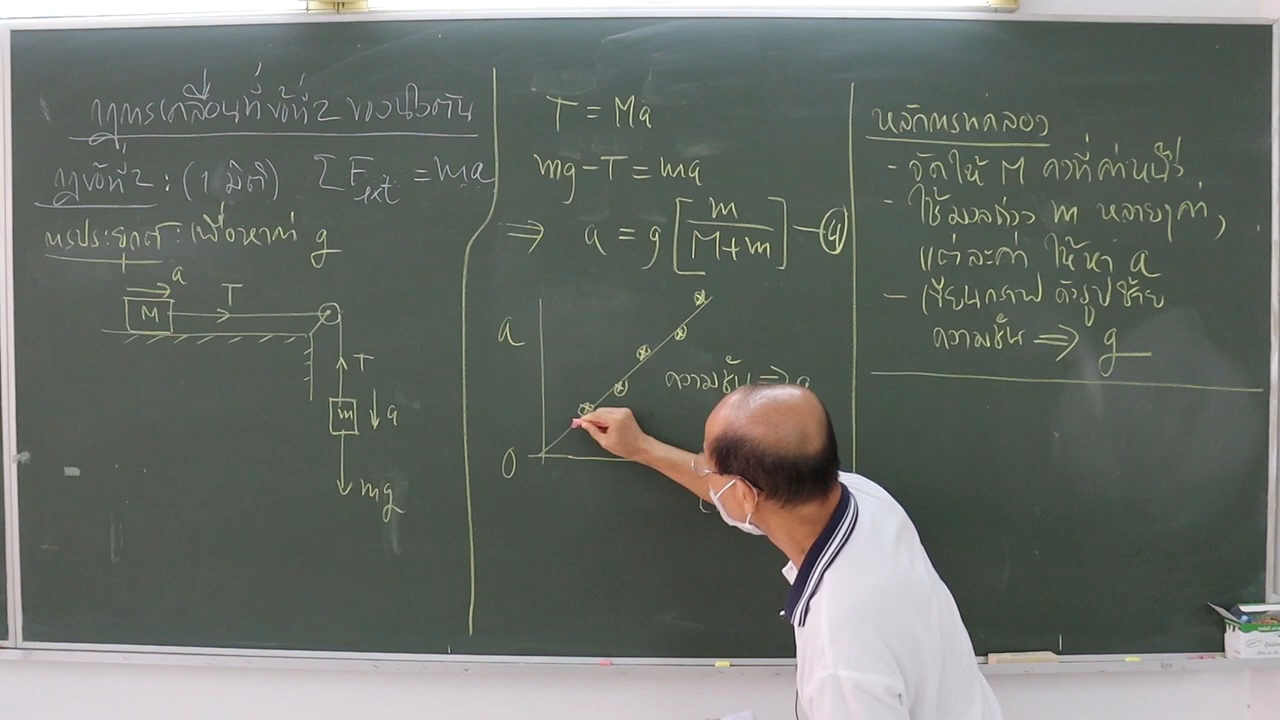 กฎการเคลื่อนที่ข้อที่ 2 ของนิวตัน
กฎข้อที่ 2 : (1 มิติ) ΣF_ext = ma
การประยุกต์ : เพื่อหาค่า g
a
M
T
T
m
a
mg
T = Ma
mg - T = ma
⇒ a = g [m / (M+m)] — ④
a
ความชัน ⇒ g
0
หลักการทดลอง
- จัดให้ M คงที่ค่าหนึ่ง
- ใช้มวลถ่วง m หลายๆค่า,
แต่ละค่า ให้หา a
- เขียนกราฟ ดังรูปซ้าย
ความชัน ⇒ g